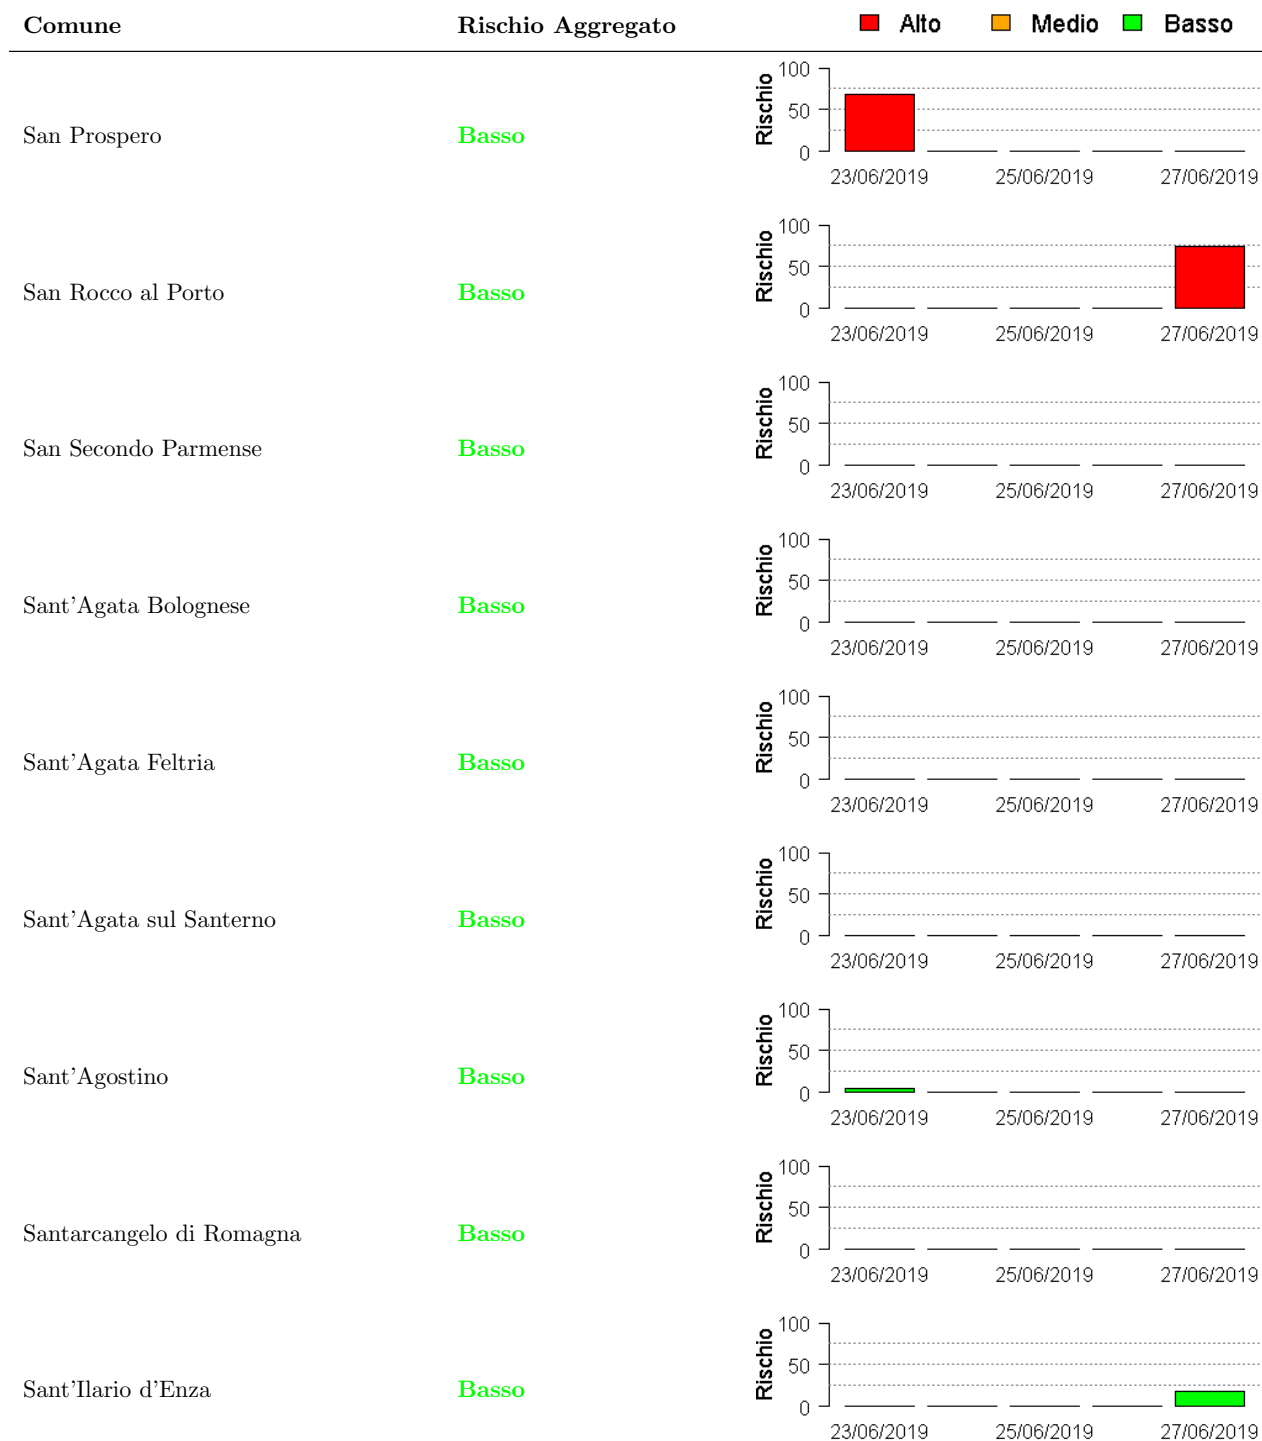 Comune Rischio Aggregato Alto Medio Basso
San Prospero Basso Rischio 100 50 0
23/06/2019 25/06/2019 27/06/2019
San Rocco al Porto Basso Rischio 100 50 0
23/06/2019 25/06/2019 27/06/2019
San Secondo Parmense Basso Rischio 100 50 0
23/06/2019 25/06/2019 27/06/2019
Sant'Agata Bolognese Basso Rischio 100 50 0
23/06/2019 25/06/2019 27/06/2019
Sant'Agata Feltria Basso Rischio 100 50 0
23/06/2019 25/06/2019 27/06/2019
Sant'Agata sul Santerno Basso Rischio 100 50 0
23/06/2019 25/06/2019 27/06/2019
Sant'Agostino Basso Rischio 100 50 0
23/06/2019 25/06/2019 27/06/2019
Santarcangelo di Romagna Basso Rischio 100 50 0
23/06/2019 25/06/2019 27/06/2019
Sant'Ilario d'Enza Basso Rischio 100 50 0
23/06/2019 25/06/2019 27/06/2019